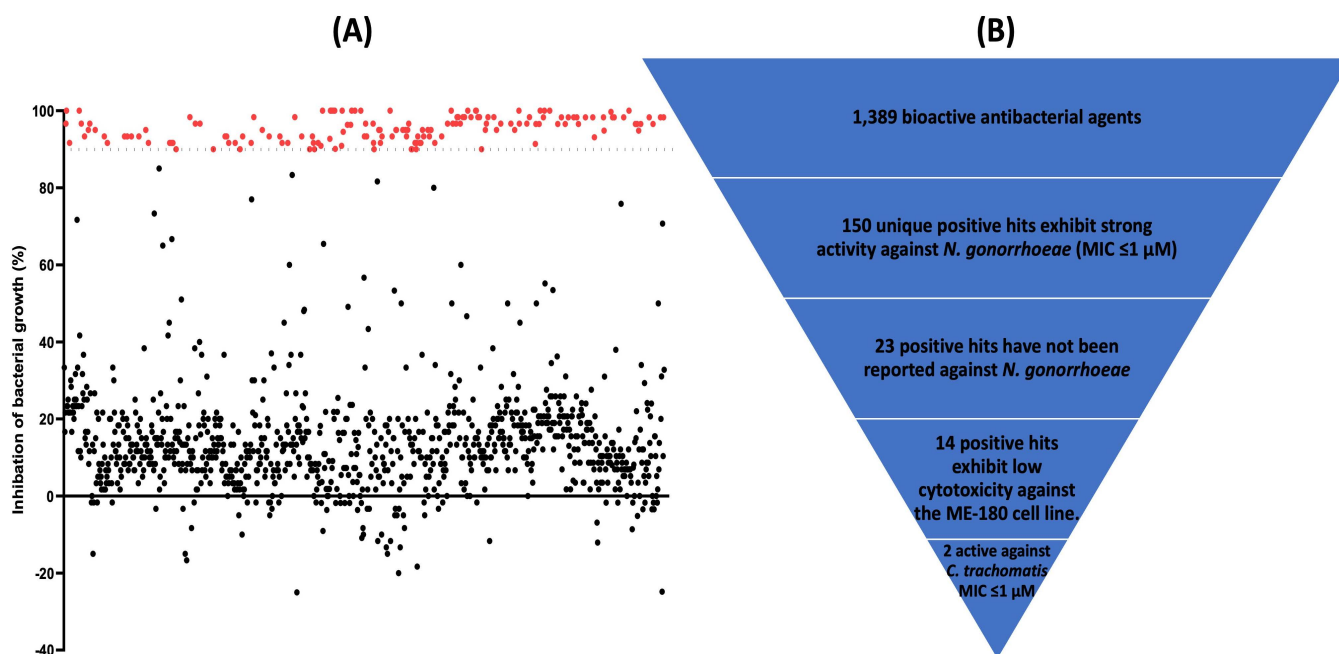 (A)
(B)
Inhibation of bacterial growth (%)
100
80
60
40
20
0
-20
-40
1,389 bioactive antibacterial agents
150 unique positive hits exhibit strong
activity against N. gonorrhoeae (MIC ≤1 μM)
23 positive hits have not been
reported against N. gonorrhoeae
14 positive hits
exhibit low
cytotoxicity against
the ME-180 cell line.
2 active against
C. trachomatis
MIC ≤1 μM